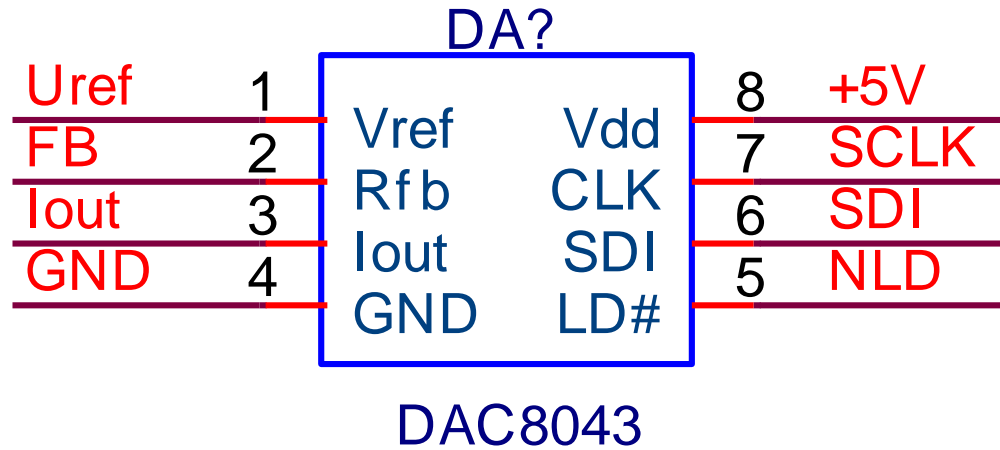 DA?
Uref 1 8 +5V
Vref Vdd
FB 2 7 SCLK
Rfb CLK
Iout 3 6 SDI
Iout SDI
GND 4 5 NLD
GND LD#
DAC8043